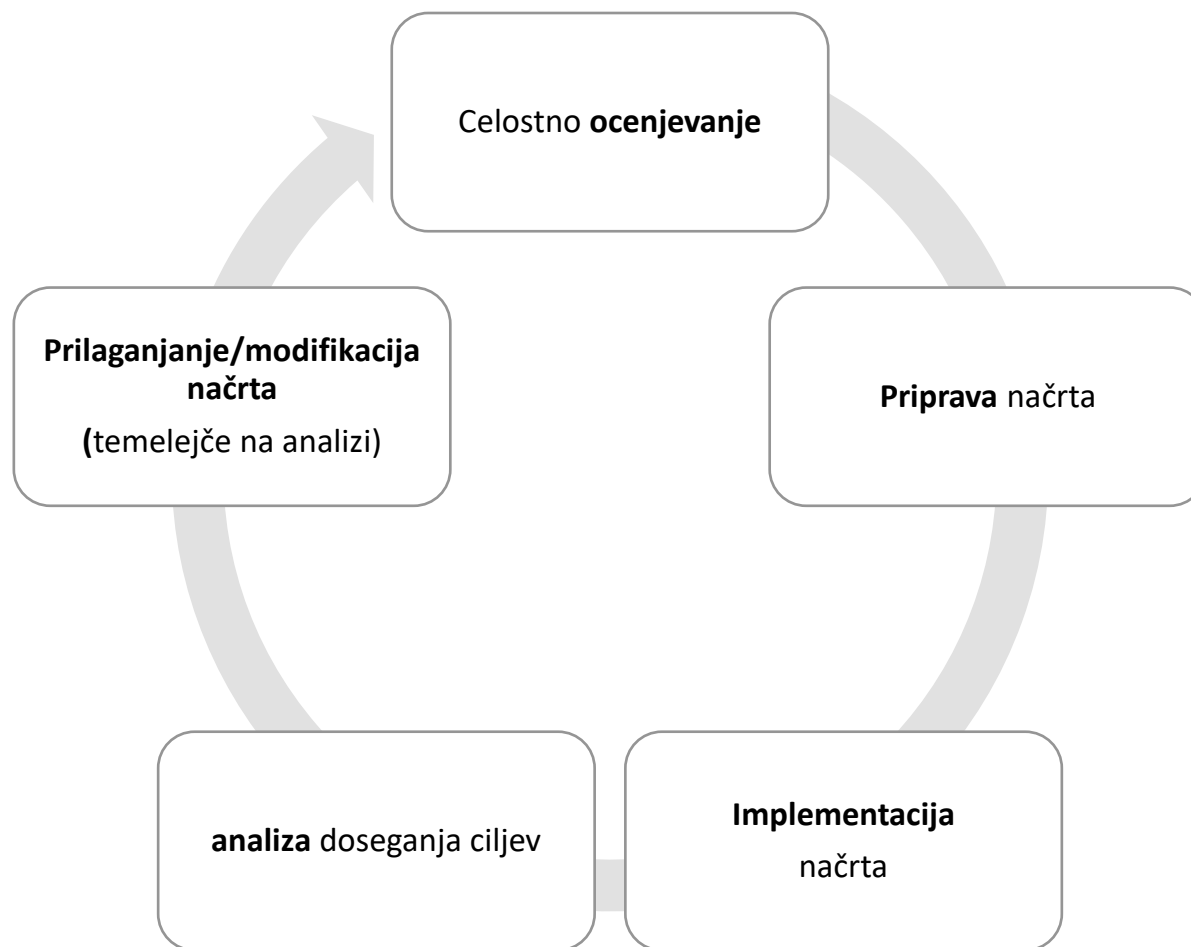 Celostno ocenjevanje
Priprava načrta
Implementacija
načrta
analiza doseganja ciljev
Prilaganjanje/modifikacija
načrta
(temelejče na analizi)